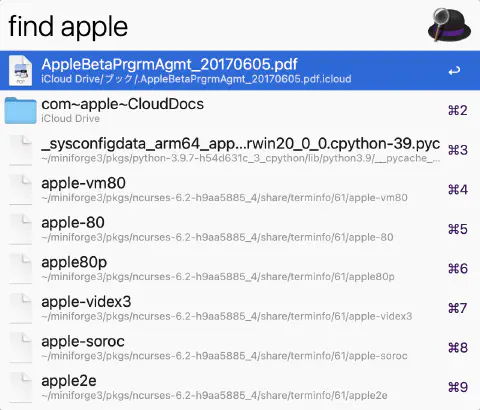 find apple
AppleBetaPrgrmAgmt_20170605.pdf
iCloud Drive/ブック/.AppleBetaPrgrmAgmt_20170605.pdf.icloud
↩
com~apple~CloudDocs
iCloud Drive
⌘2
_sysconfigdata_arm64_app...rwin20_0_0.cpython-39.pyc
~/miniforge3/pkgs/python-3.9.7-h54d631c_3_cpython/lib/python3.9/__pycache_...
⌘3
apple-vm80
~/miniforge3/pkgs/ncurses-6.2-h9aa5885_4/share/terminfo/61/apple-vm80
⌘4
apple-80
~/miniforge3/pkgs/ncurses-6.2-h9aa5885_4/share/terminfo/61/apple-80
⌘5
apple80p
~/miniforge3/pkgs/ncurses-6.2-h9aa5885_4/share/terminfo/61/apple80p
⌘6
apple-videx3
~/miniforge3/pkgs/ncurses-6.2-h9aa5885_4/share/terminfo/61/apple-videx3
⌘7
apple-soroc
~/miniforge3/pkgs/ncurses-6.2-h9aa5885_4/share/terminfo/61/apple-soroc
⌘8
apple2e
~/miniforge3/pkgs/ncurses-6.2-h9aa5885_4/share/terminfo/61/apple2e
⌘9